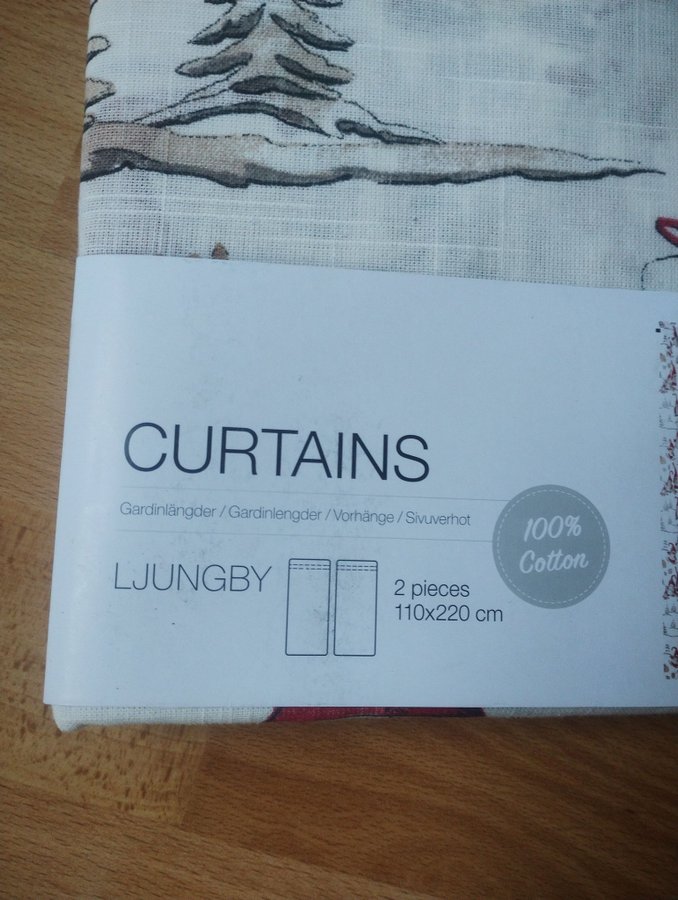 CURTAINS
Gardinlängder / Gardinlengder / Vorhänge / Sivuverhot
100%
Cotton
LJUNGBY
2 pieces
110x220 cm